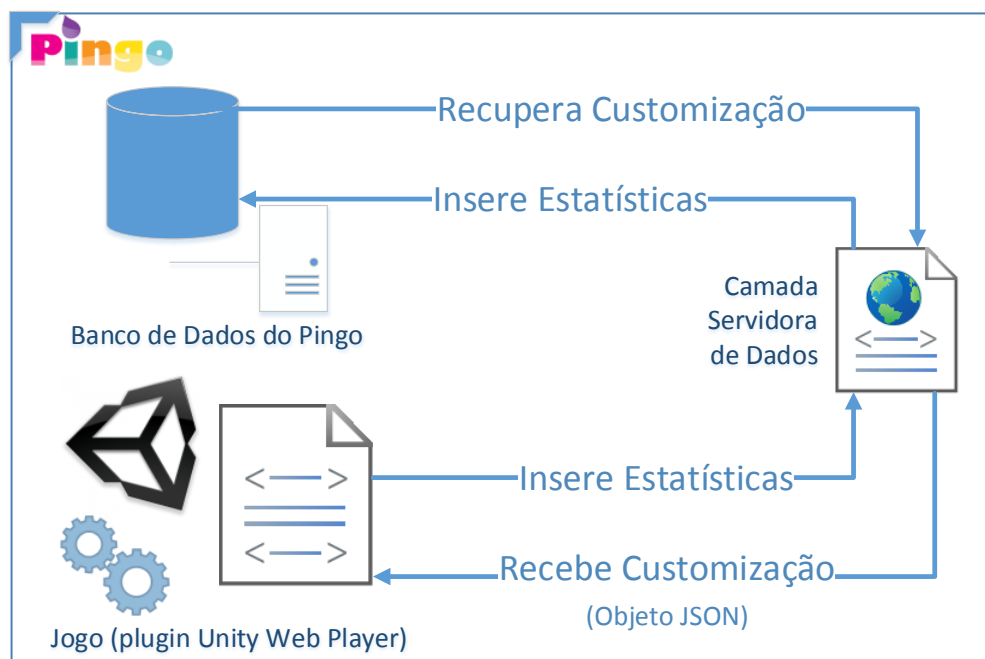 Pingo
Recupera Customização
Insere Estatísticas
Camada
Servidora
de Dados
Banco de Dados do Pingo
Insere Estatísticas
Recebe Customização
(Objeto JSON)
Jogo (plugin Unity Web Player)